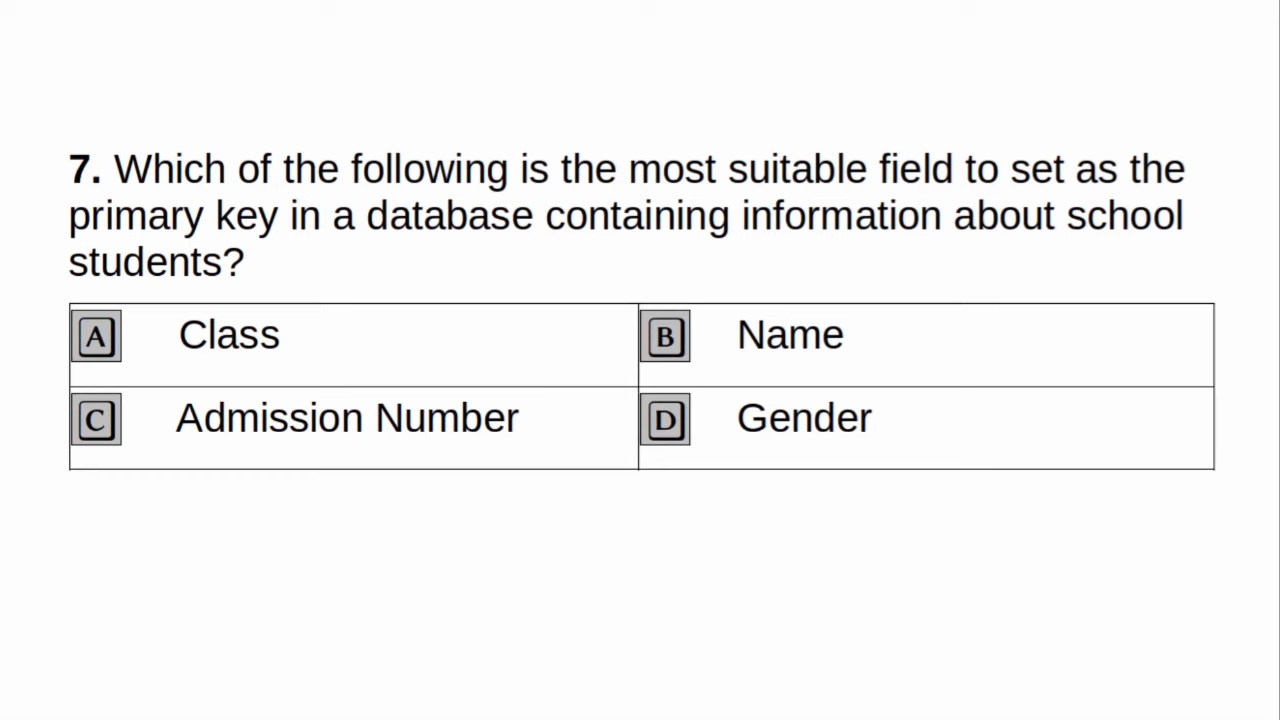 7. Which of the following is the most suitable field to set as the
primary key in a database containing information about school
students?
A Class
B Name
C Admission Number
D Gender